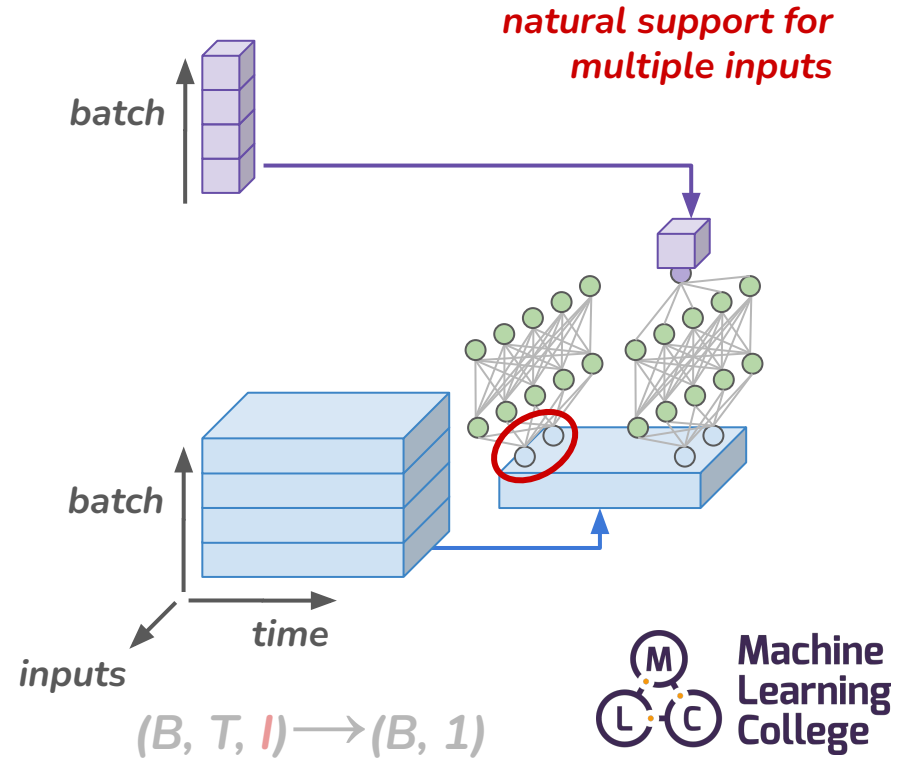 natural support for
multiple inputs
batch
batch
time
inputs
(B, T, I)→(B, 1)
M
L C
Machine
Learning
College